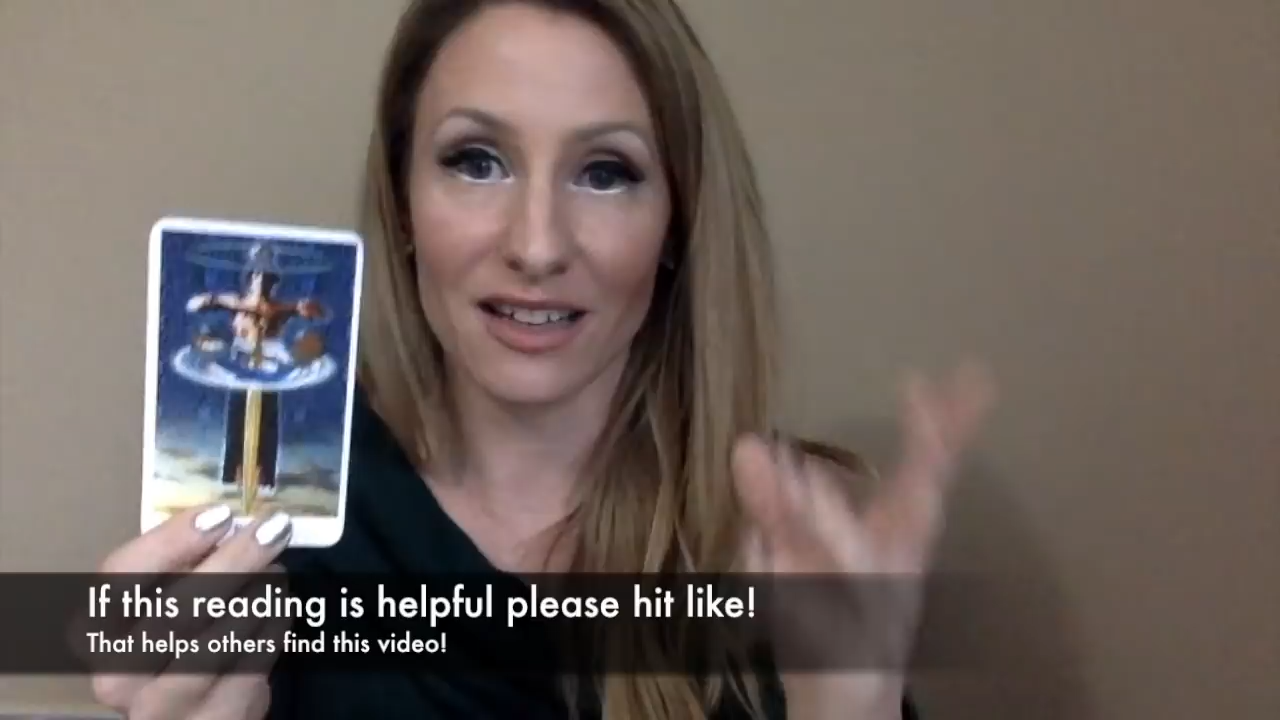 If this reading is helpful please hit like!
That helps others find this video!